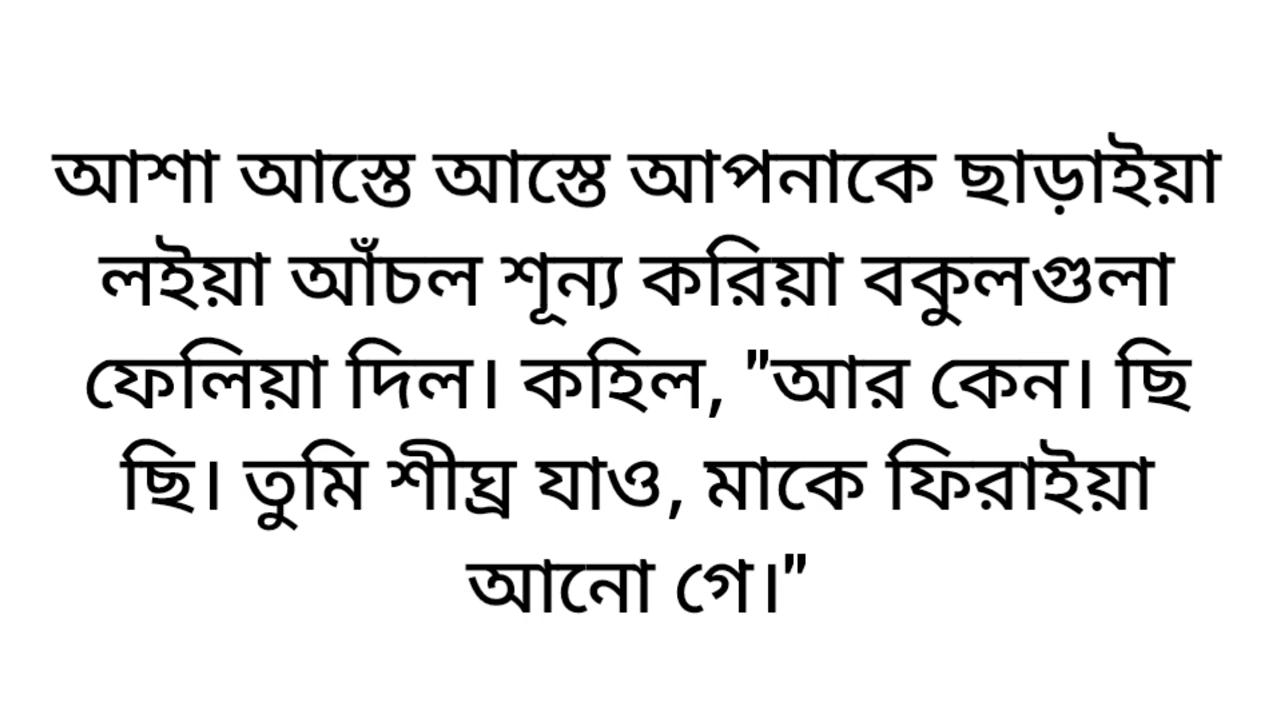 আশা আস্তে আস্তে আপনাকে ছাড়াইয়া
লইয়া আঁচল শূন্য করিয়া বকুলগুলা
ফেলিয়া দিল। কহিল, "আর কেন। ছি
ছি। তুমি শীঘ্র যাও, মাকে ফিরাইয়া
আনো গে।"